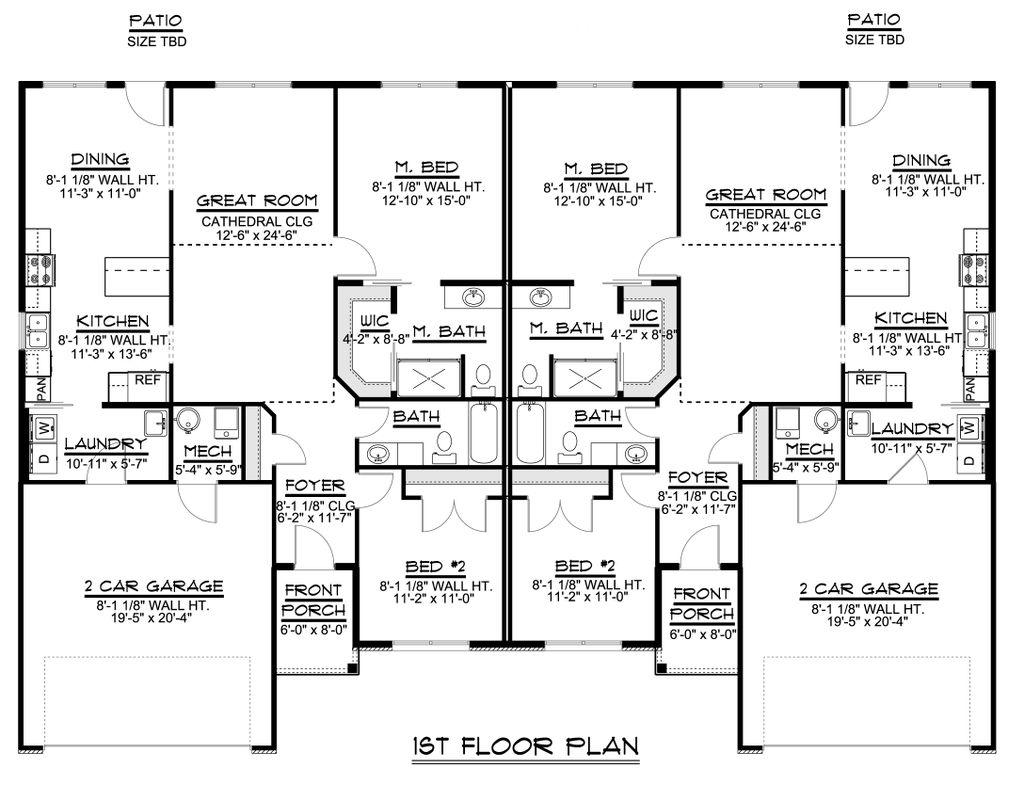 PATIO
SIZE TBD
PATIO
SIZE TBD
DINING
8'-1 1/8" WALL HT.
11'-3" x 11'-0"
GREAT ROOM
CATHEDRAL CLG
12'-6" x 24'-6"
M. BED
8'-1 1/8" WALL HT.
12'-10" x 15'-0"
M. BED
8'-1 1/8" WALL HT.
12'-10" x 15'-0"
GREAT ROOM
CATHEDRAL CLG
12'-6" x 24'-6"
DINING
8'-1 1/8" WALL HT.
11'-3" x 11'-0"
KITCHEN
8'-1 1/8" WALL HT.
11'-3" x 13'-6"
WIC
4'-2" x 8'-8"
M. BATH
M. BATH
WIC
4'-2" x 8'-8"
KITCHEN
8'-1 1/8" WALL HT.
11'-3" x 13'-6"
PAN
REF
REF
PAN
W
D
LAUNDRY
10'-11" x 5'-7"
MECH
5'-4" x 5'-9"
BATH
BATH
MECH
5'-4" x 5'-9"
LAUNDRY
10'-11" x 5'-7"
W
D
FOYER
8'-1 1/8" CLG
6'-2" x 11'-7"
FOYER
8'-1 1/8" CLG
6'-2" x 11'-7"
2 CAR GARAGE
8'-1 1/8" WALL HT.
19'-5" x 20'-4"
FRONT
PORCH
6'-0" x 8'-0"
BED #2
8'-1 1/8" WALL HT.
11'-2" x 11'-0"
BED #2
8'-1 1/8" WALL HT.
11'-2" x 11'-0"
FRONT
PORCH
6'-0" x 8'-0"
2 CAR GARAGE
8'-1 1/8" WALL HT.
19'-5" x 20'-4"
1ST FLOOR PLAN